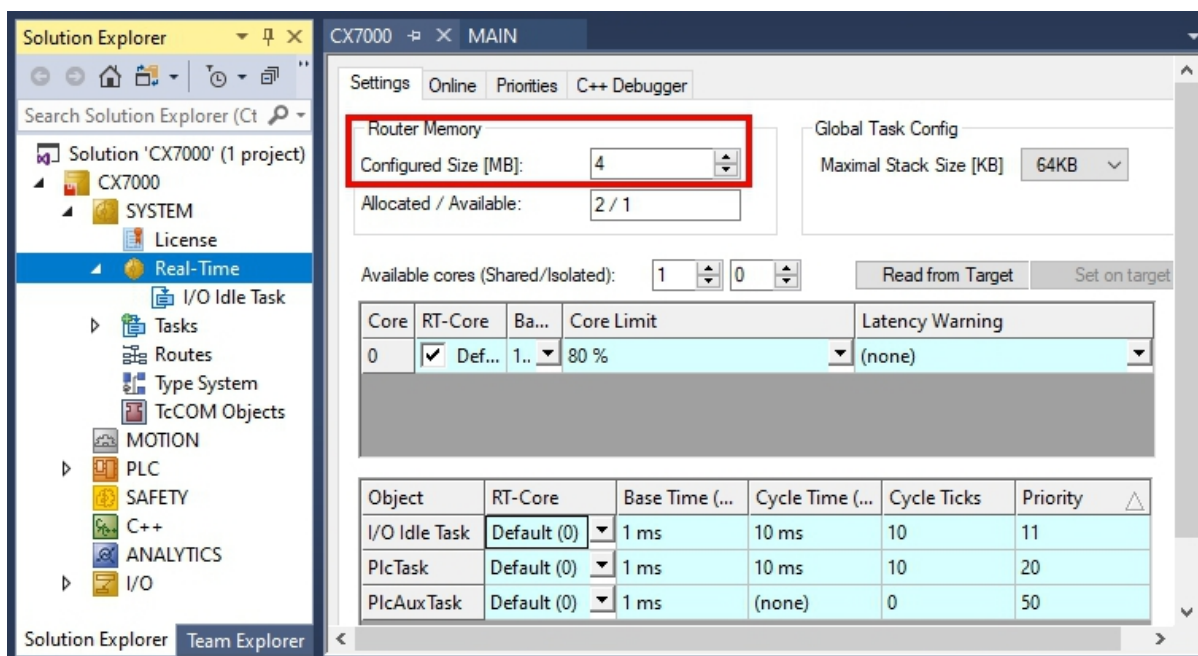 Solution Explorer
Search Solution Explorer (Ct
Solution 'CX7000' (1 project)
CX7000
SYSTEM
License
Real-Time
I/O Idle Task
Tasks
Routes
Type System
TcCOM Objects
MOTION
PLC
SAFETY
C++
ANALYTICS
I/O
Solution Explorer Team Explorer
CX7000 MAIN
Settings Online Priorities C++ Debugger
Router Memory
Configured Size [MB]: 4
Allocated / Available: 2 / 1
Global Task Config
Maximal Stack Size [KB] 64KB
Available cores (Shared/Isolated): 1 0 Read from Target Set on target
Core RT-Core Ba... Core Limit Latency Warning
0 Def... 1.. 80 % (none)
Object RT-Core Base Time (... Cycle Time (... Cycle Ticks Priority
I/O Idle Task Default (0) 1 ms 10 ms 10 11
PlcTask Default (0) 1 ms 10 ms 10 20
PlcAuxTask Default (0) 1 ms (none) 0 50